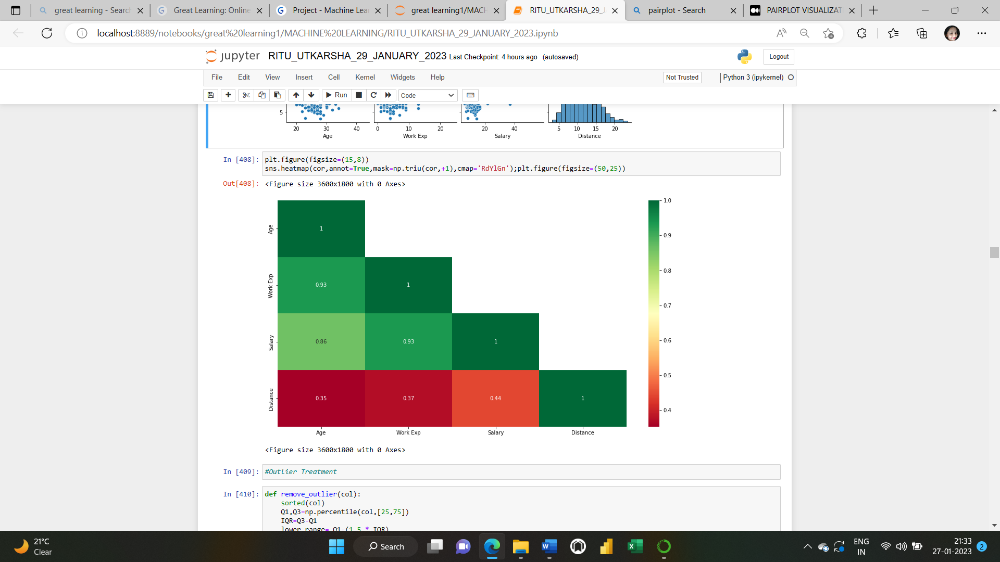 great learning - Searc
Great Learning: Online
Project - Machine Lea
great learning1/MACH
RITU_UTKARSHA_29_J
pairplot - Search
PAIRPLOT VISUALIZAT
localhost:8889/notebooks/great%20learning1/MACHINE%20LEARNING/RITU_UTKARSHA_29_JANUARY_2023.ipynb
jupyter RITU_UTKARSHA_29_JANUARY_2023 Last Checkpoint: 4 hours ago (autosaved)
Logout
File Edit View Insert Cell Kernel Widgets Help
Not Trusted
Python 3 (ipykernel)
Run
Code
5
20 30 40 0 10 20 20 40 5 10 15 20
Age Work Exp Salary Distance
In [408]: plt.figure(figsize=(15,8))
sns.heatmap(cor,annot=True,mask=np.triu(cor,+1),cmap='RdYlGn');plt.figure(figsize=(50,25))
Out[408]: <Figure size 3600x1800 with 0 Axes>
1.0
Age
1
0.9
Work Exp
0.93 1
0.8
0.7
Salary
0.86 0.93 1
0.6
0.5
Distance
0.35 0.37 0.44 1
0.4
Age Work Exp Salary Distance
<Figure size 3600x1800 with 0 Axes>
In [409]: #Outlier Treatment
In [410]: def remove_outlier(col):
sorted(col)
Q1,Q3=np.percentile(col,[25,75])
IQR=Q3-Q1
lower_range= Q1-(1.5 * IQR)
21°C
Clear
Search
ENG
IN
21:33
27-01-2023
2